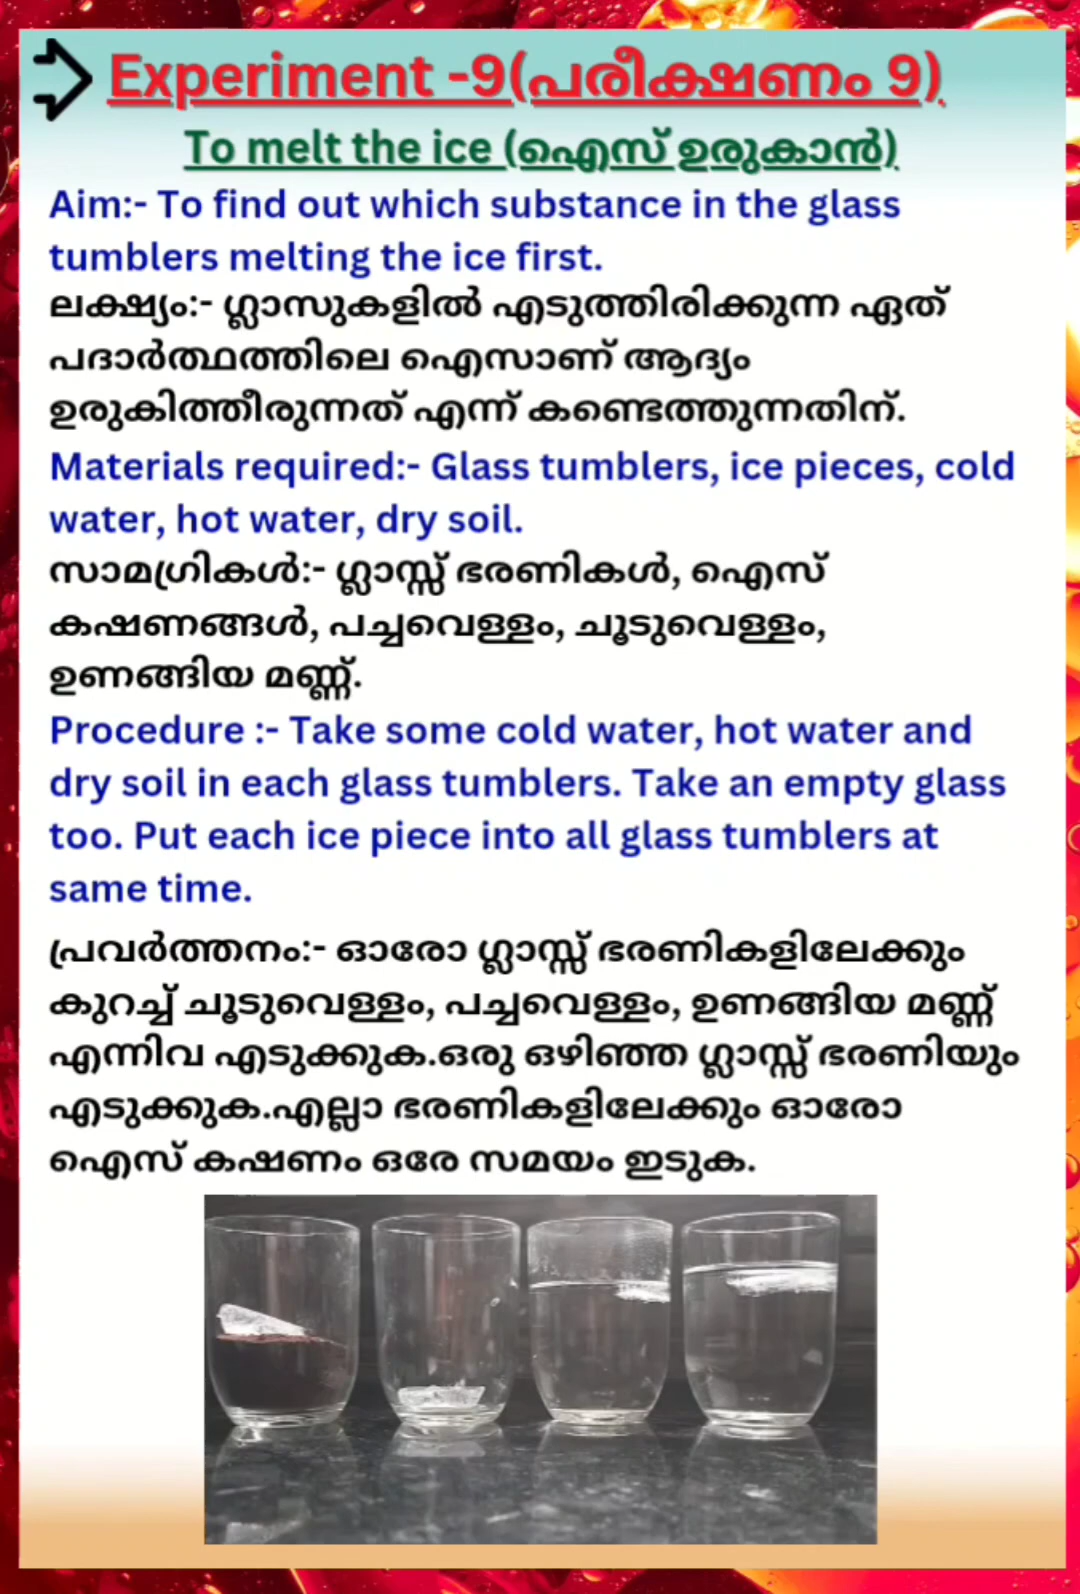 Experiment -9(പരീക്ഷണം 9)
To melt the ice (ഐസ് ഉരുകാൻ)
Aim:- To find out which substance in the glass
tumblers melting the ice first.
ലക്ഷ്യം:- ഗ്ലാസുകളിൽ എടുത്തിരിക്കുന്ന ഏത്
പദാർത്ഥത്തിലെ ഐസാണ് ആദ്യം
ഉരുകിത്തീരുന്നത് എന്ന് കണ്ടെത്തുന്നതിന്.
Materials required:- Glass tumblers, ice pieces, cold
water, hot water, dry soil.
സാമഗ്രികൾ:- ഗ്ലാസ്സ് ഭരണികൾ, ഐസ്
കഷണങ്ങൾ, പച്ചവെള്ളം, ചൂടുവെള്ളം,
ഉണങ്ങിയ മണ്ണ്.
Procedure :- Take some cold water, hot water and
dry soil in each glass tumblers. Take an empty glass
too. Put each ice piece into all glass tumblers at
same time.
പ്രവർത്തനം:- ഓരോ ഗ്ലാസ്സ് ഭരണികളിലേക്കും
കുറച്ച് ചൂടുവെള്ളം, പച്ചവെള്ളം, ഉണങ്ങിയ മണ്ണ്
എന്നിവ എടുക്കുക.ഒരു ഒഴിഞ്ഞ ഗ്ലാസ്സ് ഭരണിയും
എടുക്കുക.എല്ലാ ഭരണികളിലേക്കും ഓരോ
ഐസ് കഷണം ഒരേ സമയം ഇടുക.